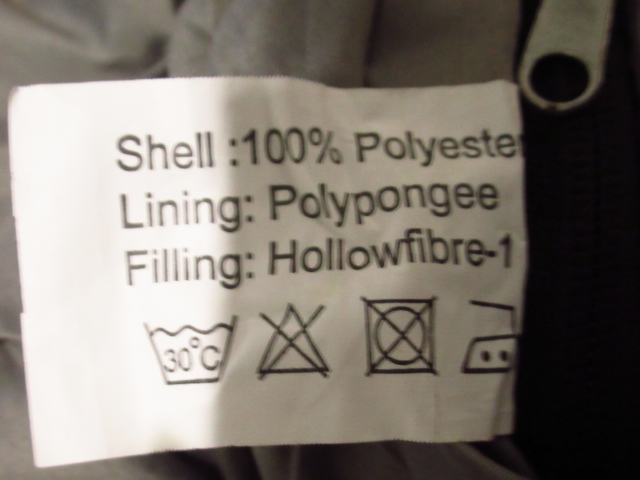 Shell :100% Polyester
Lining: Polypongee
Filling: Hollowfibre-1
30°C